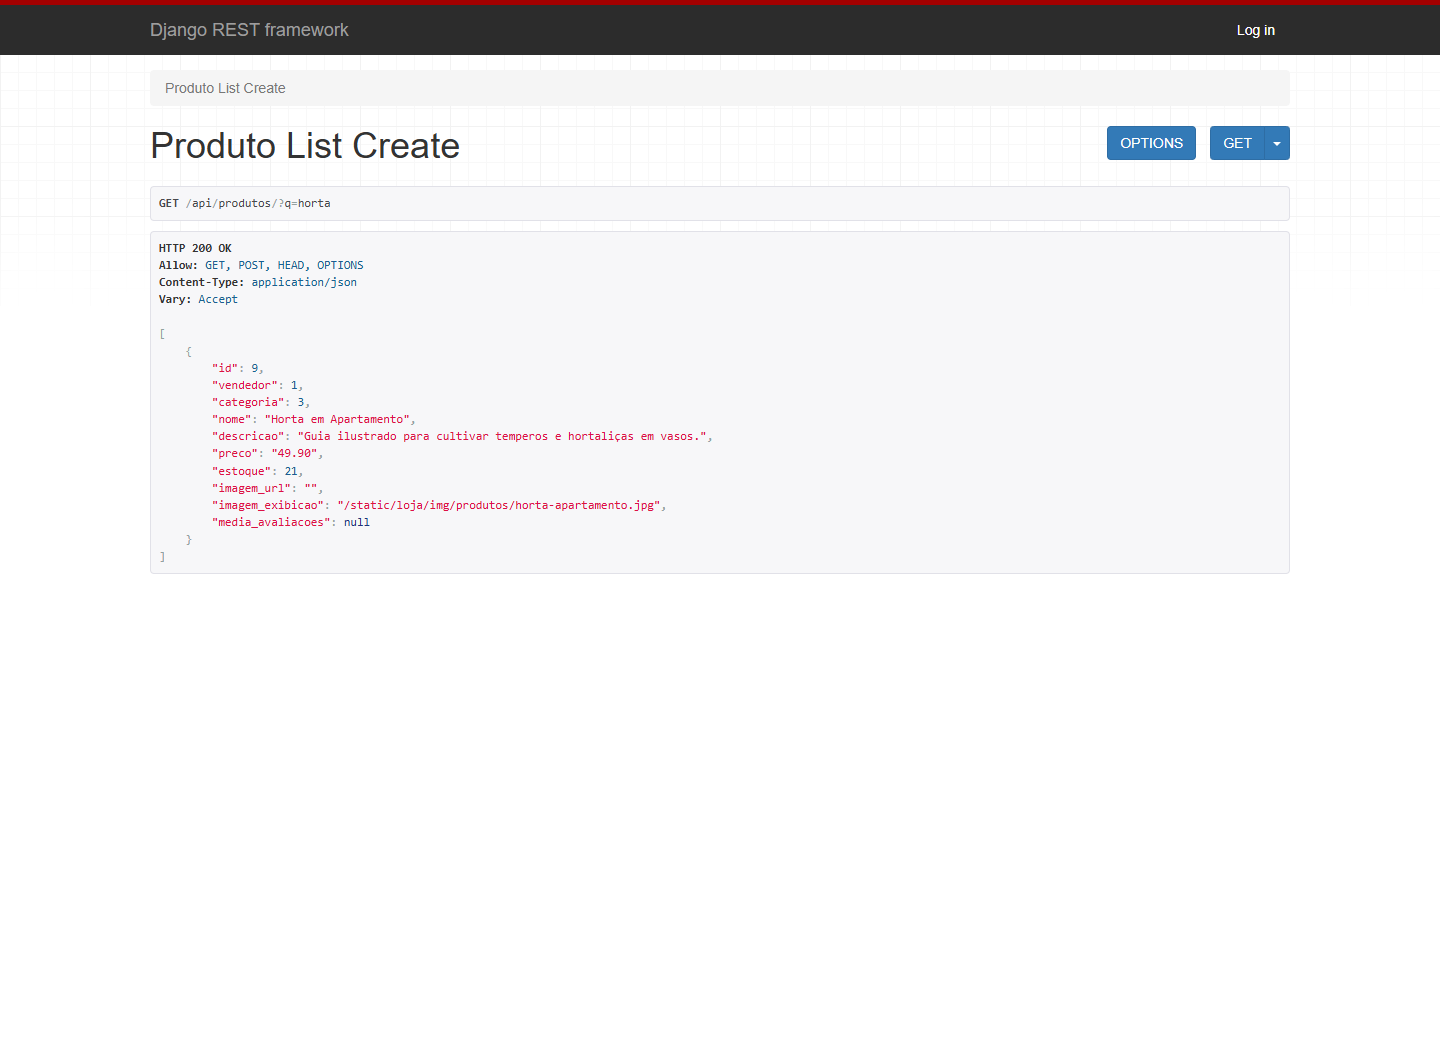 Django REST framework
Log in
Produto List Create
Produto List Create
OPTIONS
GET
GET /api/produtos/?q=horta
HTTP 200 OK
Allow: GET, POST, HEAD, OPTIONS
Content-Type: application/json
Vary: Accept
[
    {
        "id": 9,
        "vendedor": 1,
        "categoria": 3,
        "nome": "Horta em Apartamento",
        "descricao": "Guia ilustrado para cultivar temperos e hortaliças em vasos.",
        "preco": "49.90",
        "estoque": 21,
        "imagem_url": "",
        "imagem_exibicao": "/static/loja/img/produtos/horta-apartamento.jpg",
        "media_avaliacoes": null
    }
]